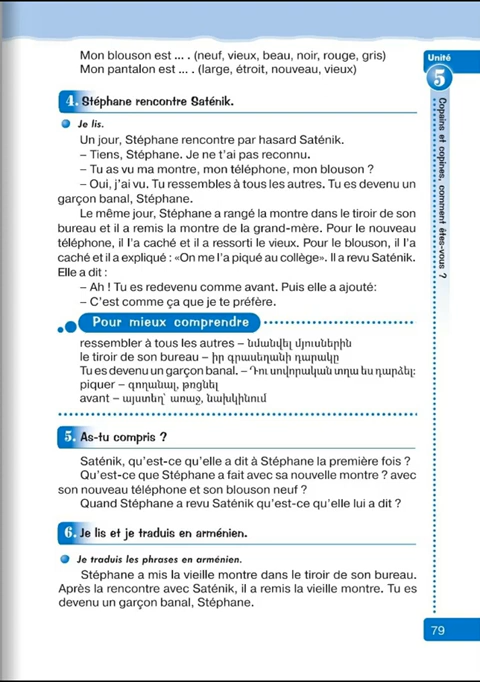 Mon blouson est ... . (neuf, vieux, beau, noir, rouge, gris)
Mon pantalon est ... . (large, étroit, nouveau, vieux)
Unité
5
Copains et copines, comment êtes-vous ?
4. Stéphane rencontre Saténik.
Je lis.
Un jour, Stéphane rencontre par hasard Saténik.
– Tiens, Stéphane. Je ne t'ai pas reconnu.
– Tu as vu ma montre, mon téléphone, mon blouson ?
– Oui, j'ai vu. Tu ressembles à tous les autres. Tu es devenu un
garçon banal, Stéphane.
Le même jour, Stéphane a rangé la montre dans le tiroir de son
bureau et il a remis la montre de la grand-mère. Pour le nouveau
téléphone, il l'a caché et il a ressorti le vieux. Pour le blouson, il l'a
caché et il a expliqué : «On me l'a piqué au collège». Il a revu Saténik.
Elle a dit :
– Ah ! Tu es redevenu comme avant. Puis elle a ajouté:
– C'est comme ça que je te préfère.
Pour mieux comprendre
ressembler à tous les autres – նմանվել մյուսներին
le tiroir de son bureau – իր գրասեղանի դարակը
Tu es devenu un garçon banal. – Դու սովորական տղա ես դարձել:
piquer – գողանալ, թռցնել
avant – այստեղ՝ առաջ, նախկինում
5. As-tu compris ?
Saténik, qu'est-ce qu'elle a dit à Stéphane la première fois ?
Qu'est-ce que Stéphane a fait avec sa nouvelle montre ? avec
son nouveau téléphone et son blouson neuf ?
Quand Stéphane a revu Saténik qu'est-ce qu'elle lui a dit ?
6. Je lis et je traduis en arménien.
Je traduis les phrases en arménien.
Stéphane a mis la vieille montre dans le tiroir de son bureau.
Après la rencontre avec Saténik, il a remis la vieille montre. Tu es
devenu un garçon banal, Stéphane.
79